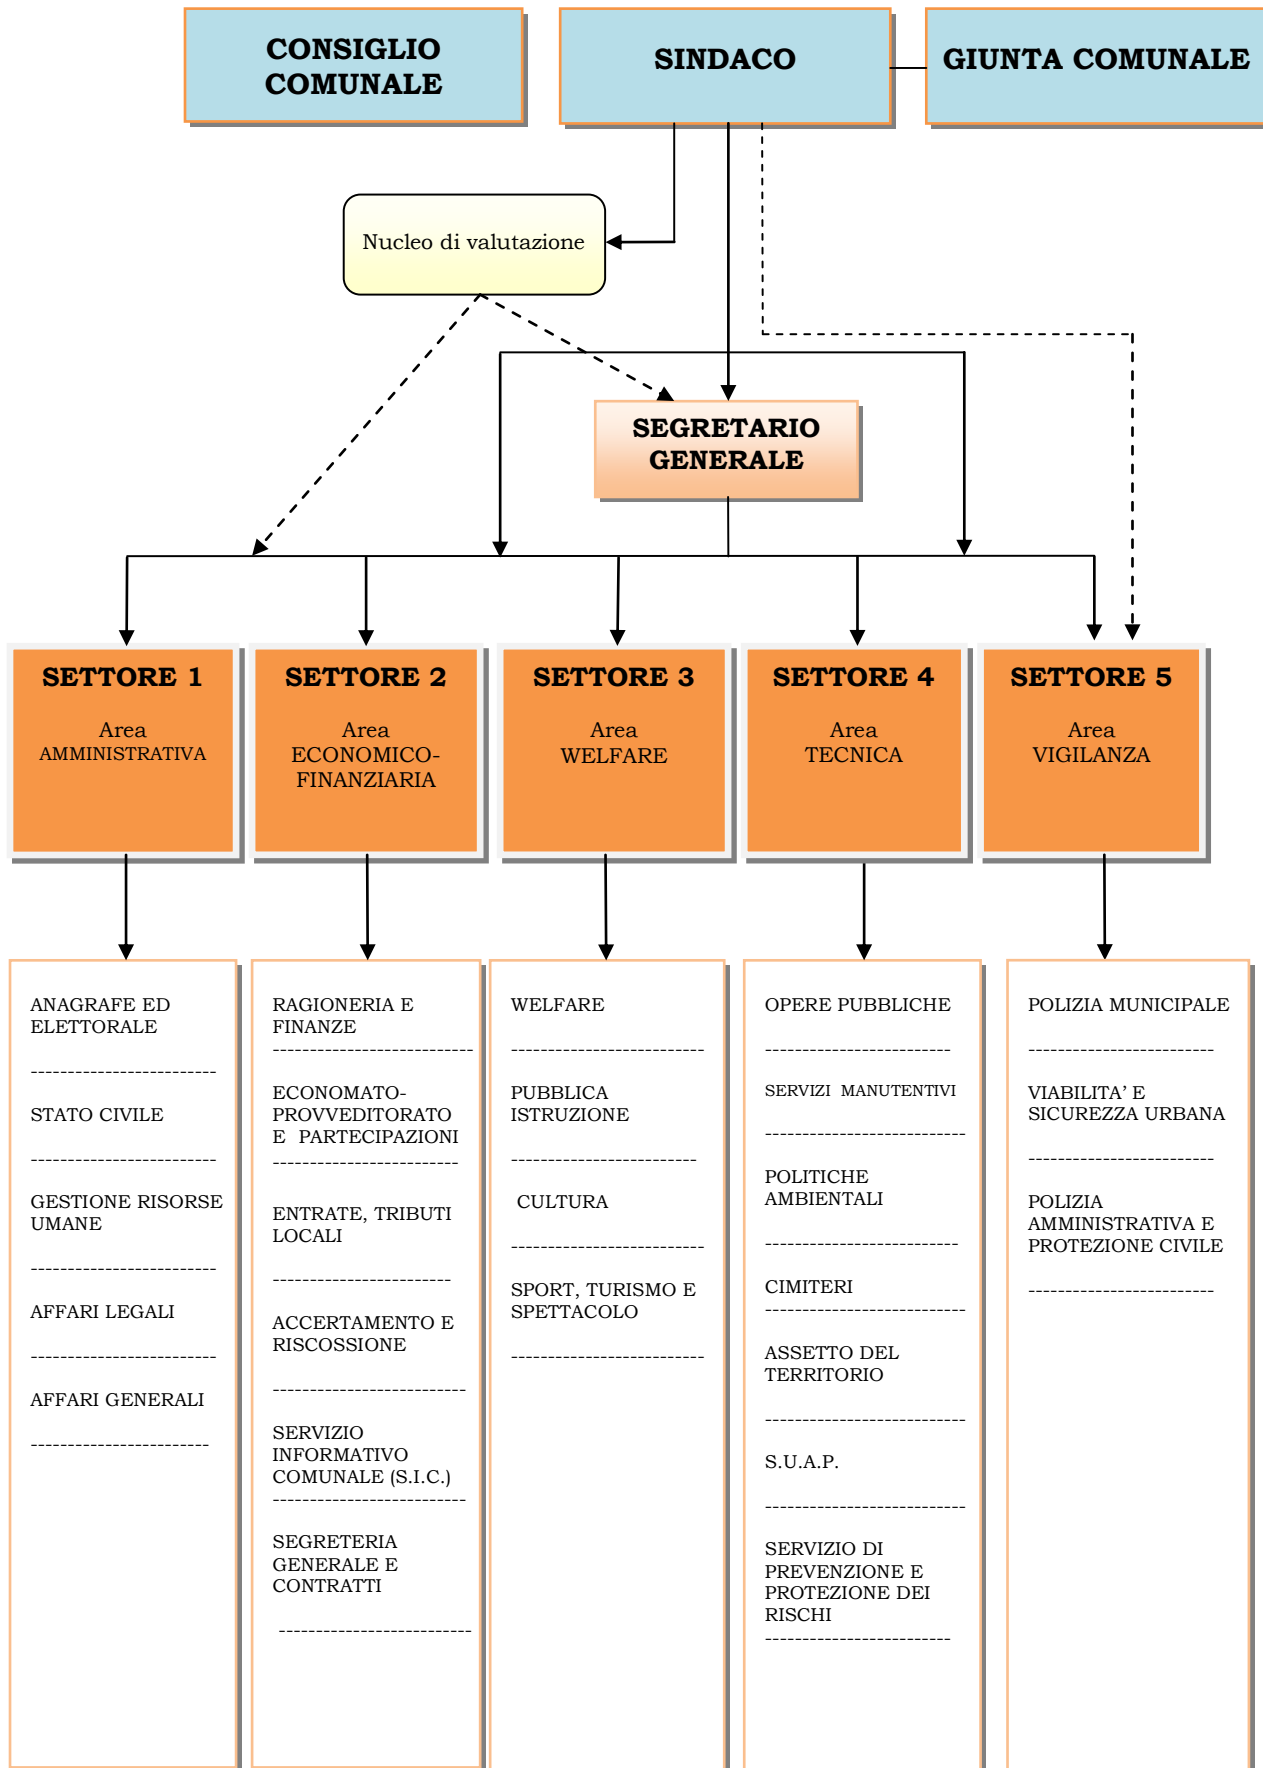 CONSIGLIO
COMUNALE
SINDACO
GIUNTA COMUNALE
Nucleo di valutazione
SEGRETARIO
GENERALE
SETTORE 1
Area
AMMINISTRATIVA
SETTORE 2
Area
ECONOMICO-
FINANZIARIA
SETTORE 3
Area
WELFARE
SETTORE 4
Area
TECNICA
SETTORE 5
Area
VIGILANZA
ANAGRAFE ED
ELETTORALE
-------------------------
STATO CIVILE
-------------------------
GESTIONE RISORSE
UMANE
-------------------------
AFFARI LEGALI
-------------------------
AFFARI GENERALI
------------------------
RAGIONERIA E
FINANZE
---------------------------
ECONOMATO-
PROVVEDITORATO
E PARTECIPAZIONI
-------------------------
ENTRATE, TRIBUTI
LOCALI
------------------------
ACCERTAMENTO E
RISCOSSIONE
--------------------------
SERVIZIO
INFORMATIVO
COMUNALE (S.I.C.)
--------------------------
SEGRETERIA
GENERALE E
CONTRATTI
--------------------------
WELFARE
--------------------------
PUBBLICA
ISTRUZIONE
-------------------------
CULTURA
--------------------------
SPORT, TURISMO E
SPETTACOLO
--------------------------
OPERE PUBBLICHE
-------------------------
SERVIZI MANUTENTIVI
---------------------------
POLITICHE
AMBIENTALI
--------------------------
CIMITERI
---------------------------
ASSETTO DEL
TERRITORIO
---------------------------
S.U.A.P.
---------------------------
SERVIZIO DI
PREVENZIONE E
PROTEZIONE DEI
RISCHI
-------------------------
POLIZIA MUNICIPALE
-------------------------
VIABILITA’ E
SICUREZZA URBANA
-------------------------
POLIZIA
AMMINISTRATIVA E
PROTEZIONE CIVILE
-------------------------